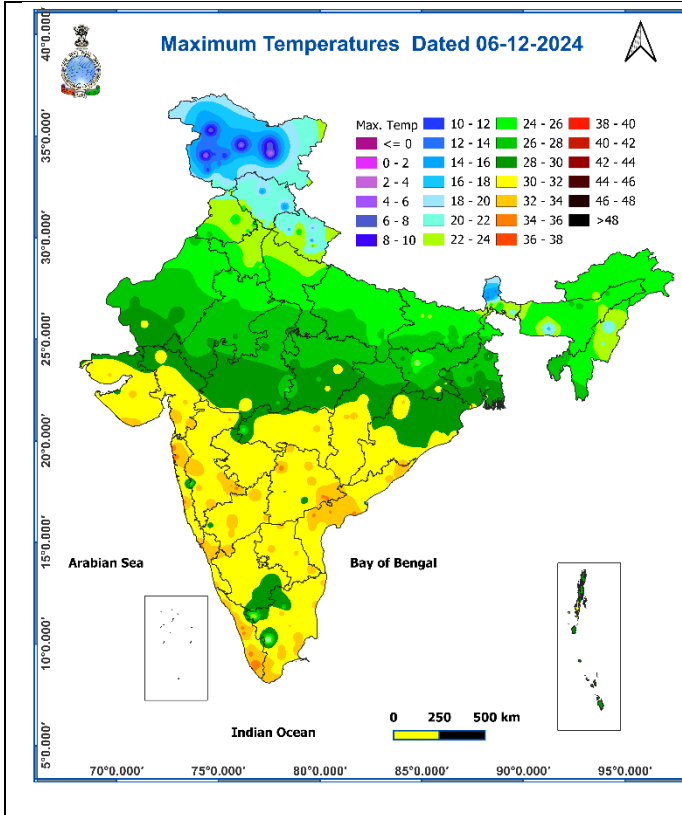 Maximum Temperatures Dated 06-12-2024
Max. Temp
<= 0
0 - 2
2 - 4
4 - 6
6 - 8
8 - 10
10 - 12
12 - 14
14 - 16
16 - 18
18 - 20
20 - 22
22 - 24
24 - 26
26 - 28
28 - 30
30 - 32
32 - 34
34 - 36
36 - 38
38 - 40
40 - 42
42 - 44
44 - 46
46 - 48
>48
40°0.000'
35°0.000'
30°0.000'
25°0.000'
20°0.000'
15°0.000'
10°0.000'
5°0.000'
Arabian Sea
Bay of Bengal
Indian Ocean
0 250 500 km
70°0.000' 75°0.000' 80°0.000' 85°0.000' 90°0.000' 95°0.000'